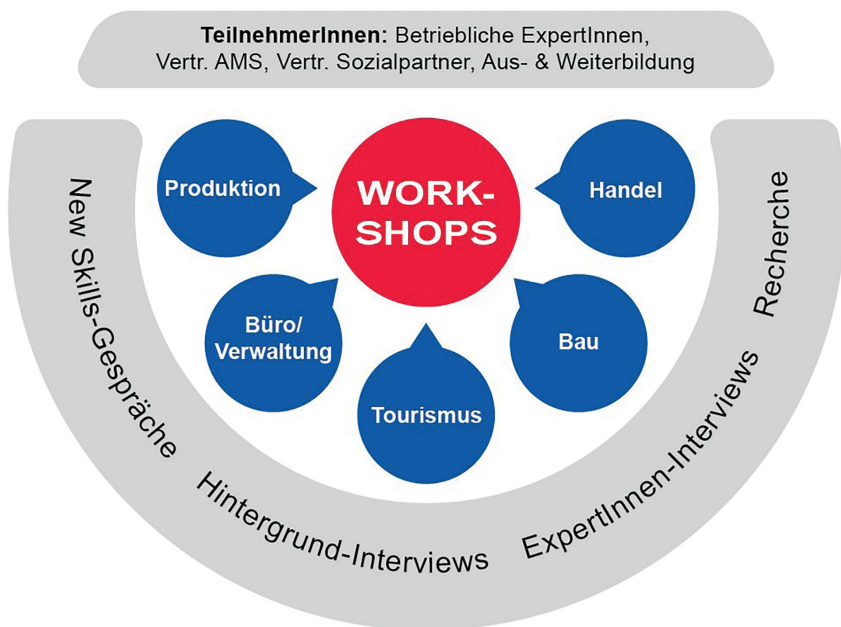 TeilnehmerInnen: Betriebliche ExpertInnen,
Vertr. AMS, Vertr. Sozialpartner, Aus- & Weiterbildung
Produktion
WORK-
SHOPS
Handel
Büro/
Verwaltung
Tourismus
Bau
New Skills-Gespräche
Hintergrund-Interviews
ExpertInnen-Interviews
Recherche